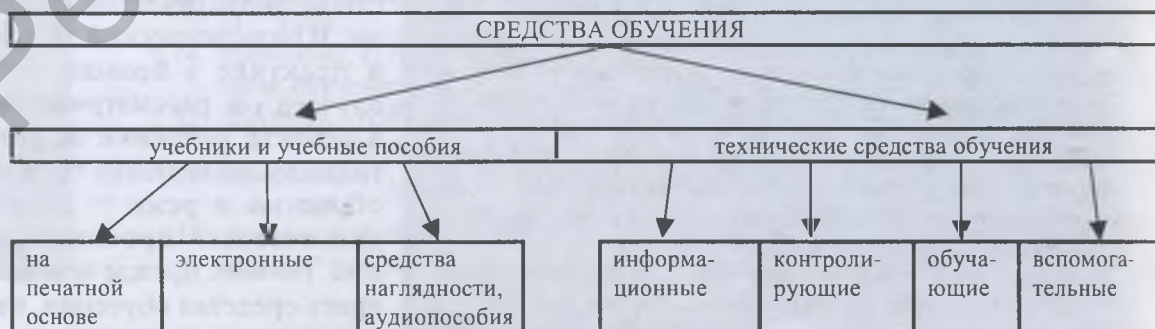 СРЕДСТВА ОБУЧЕНИЯ
учебники и учебные пособия
технические средства обучения
на
печатной
основе
электронные
средства
наглядности,
аудиопособия
информа-
ционные
контроли-
рующие
обуча-
ющие
вспомога-
тельные